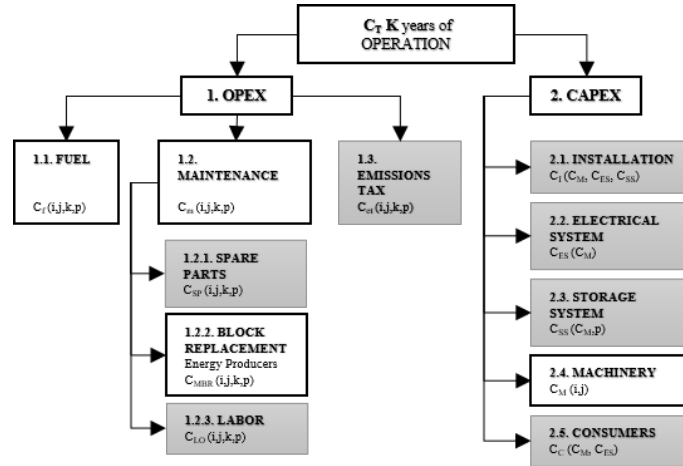 C_T K years of
OPERATION
1. OPEX
2. CAPEX
1.1. FUEL
C_f (i,j,k,p)
1.2.
MAINTENANCE
C_m (i,j,k,p)
1.3.
EMISSIONS
TAX
C_et (i,j,k,p)
1.2.1. SPARE
PARTS
C_SP (i,j,k,p)
1.2.2. BLOCK
REPLACEMENT
Energy Producers
C_MBR (i,j,k,p)
1.2.3. LABOR
C_LO (i,j,k,p)
2.1. INSTALLATION
C_I (C_M, C_ES, C_SS)
2.2. ELECTRICAL
SYSTEM
C_ES (C_M)
2.3. STORAGE
SYSTEM
C_SS (C_M,p)
2.4. MACHINERY
C_M (i,j)
2.5. CONSUMERS
C_C (C_M, C_ES)